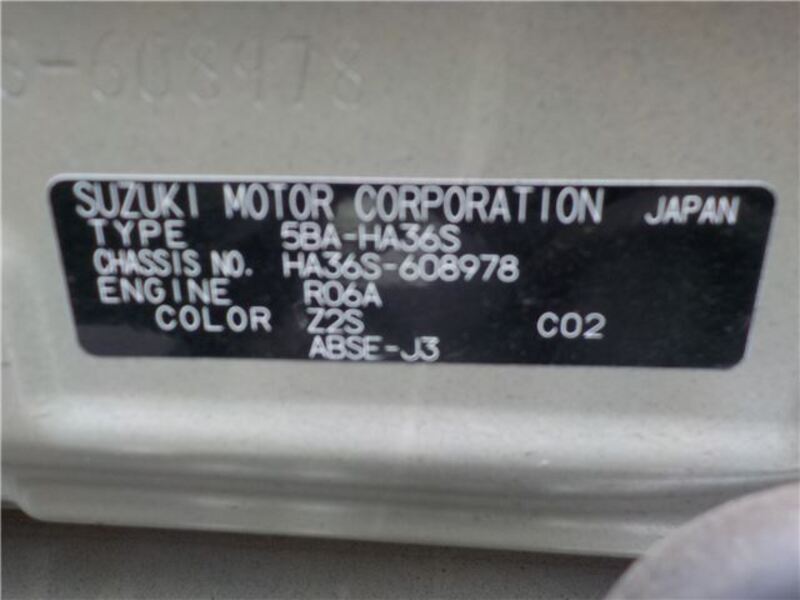 S-608978
SUZUKI MOTOR CORPORATION JAPAN
TYPE 5BA-HA36S
CHASSIS NO. HA36S-608978
ENGINE R06A
COLOR Z2S C02
ABSE-J3